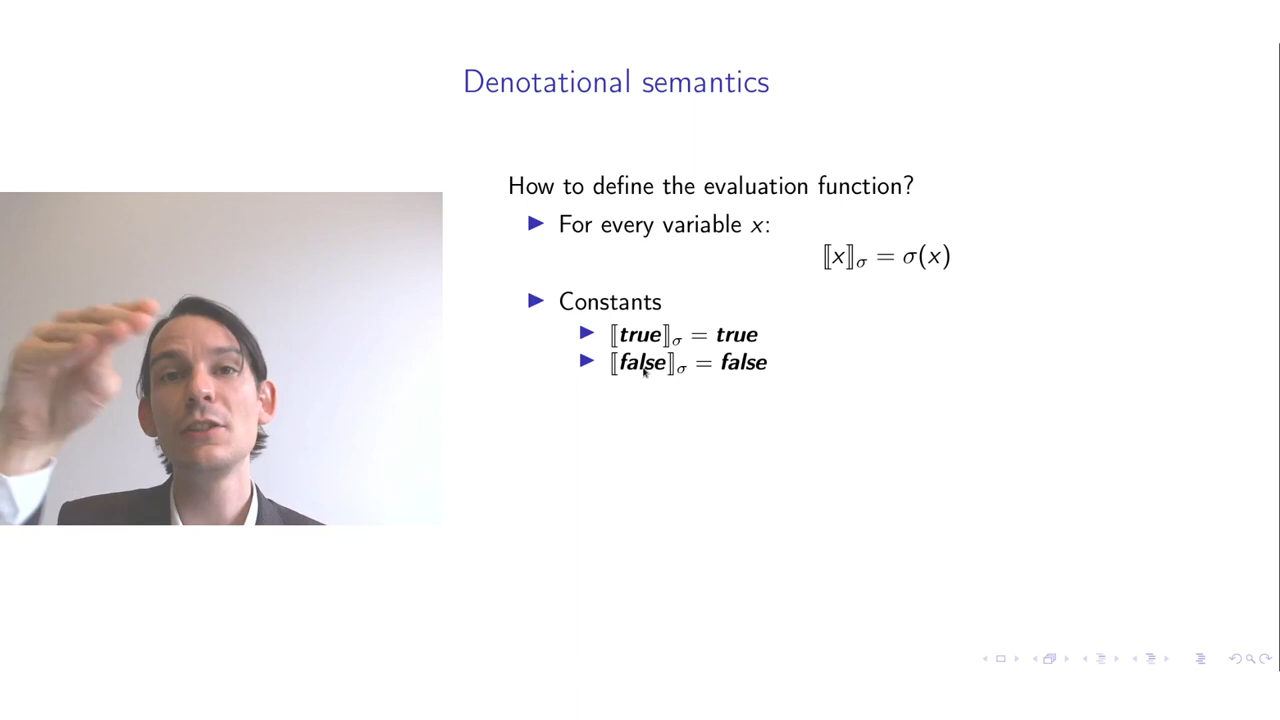 Denotational semantics
How to define the evaluation function?
▶ For every variable x:
⟦x⟧σ = σ(x)
▶ Constants
▶ ⟦true⟧σ = true
▶ ⟦false⟧σ = false